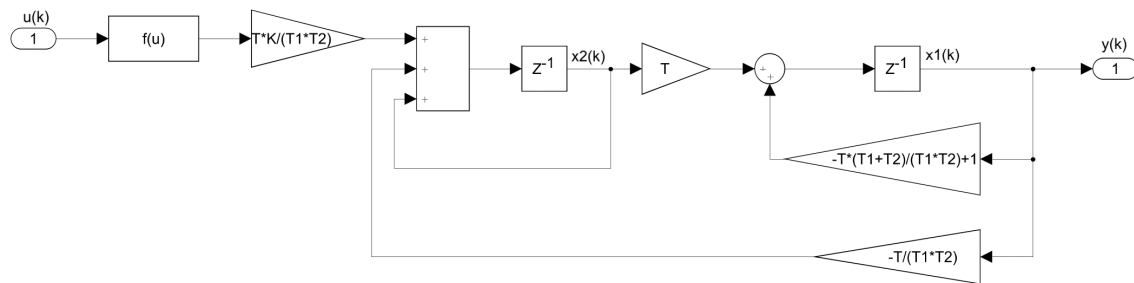 u(k)
1
f(u)
T*K/(T1*T2)
+
+
+
Z-1
x2(k)
T
+
+
Z-1
x1(k)
y(k)
1
-T*(T1+T2)/(T1*T2)+1
-T/(T1*T2)